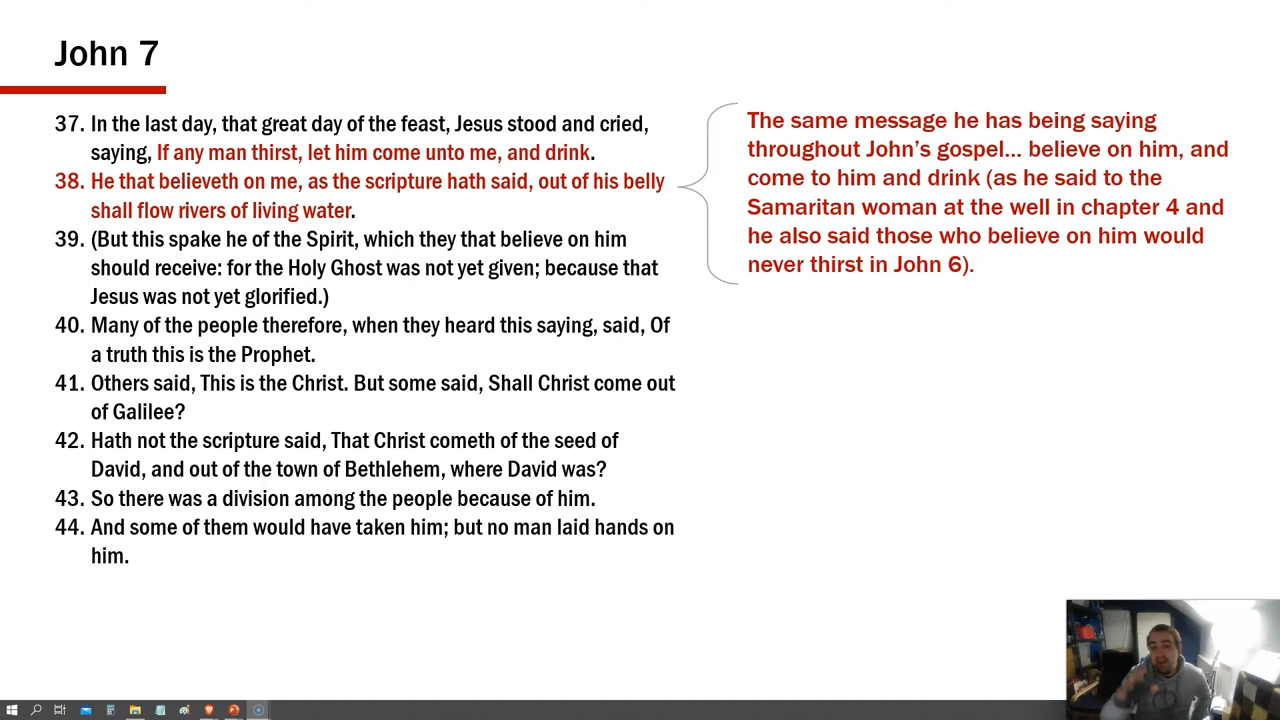 John 7
37. In the last day, that great day of the feast, Jesus stood and cried,
saying, If any man thirst, let him come unto me, and drink.
38. He that believeth on me, as the scripture hath said, out of his belly
shall flow rivers of living water.
39. (But this spake he of the Spirit, which they that believe on him
should receive: for the Holy Ghost was not yet given; because that
Jesus was not yet glorified.)
40. Many of the people therefore, when they heard this saying, said, Of
a truth this is the Prophet.
41. Others said, This is the Christ. But some said, Shall Christ come out
of Galilee?
42. Hath not the scripture said, That Christ cometh of the seed of
David, and out of the town of Bethlehem, where David was?
43. So there was a division among the people because of him.
44. And some of them would have taken him; but no man laid hands on
him.
The same message he has being saying
throughout John's gospel... believe on him, and
come to him and drink (as he said to the
Samaritan woman at the well in chapter 4 and
he also said those who believe on him would
never thirst in John 6).